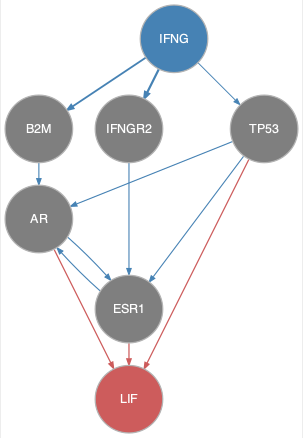 IFNG
B2M
IFNGR2
TP53
AR
ESR1
LIF